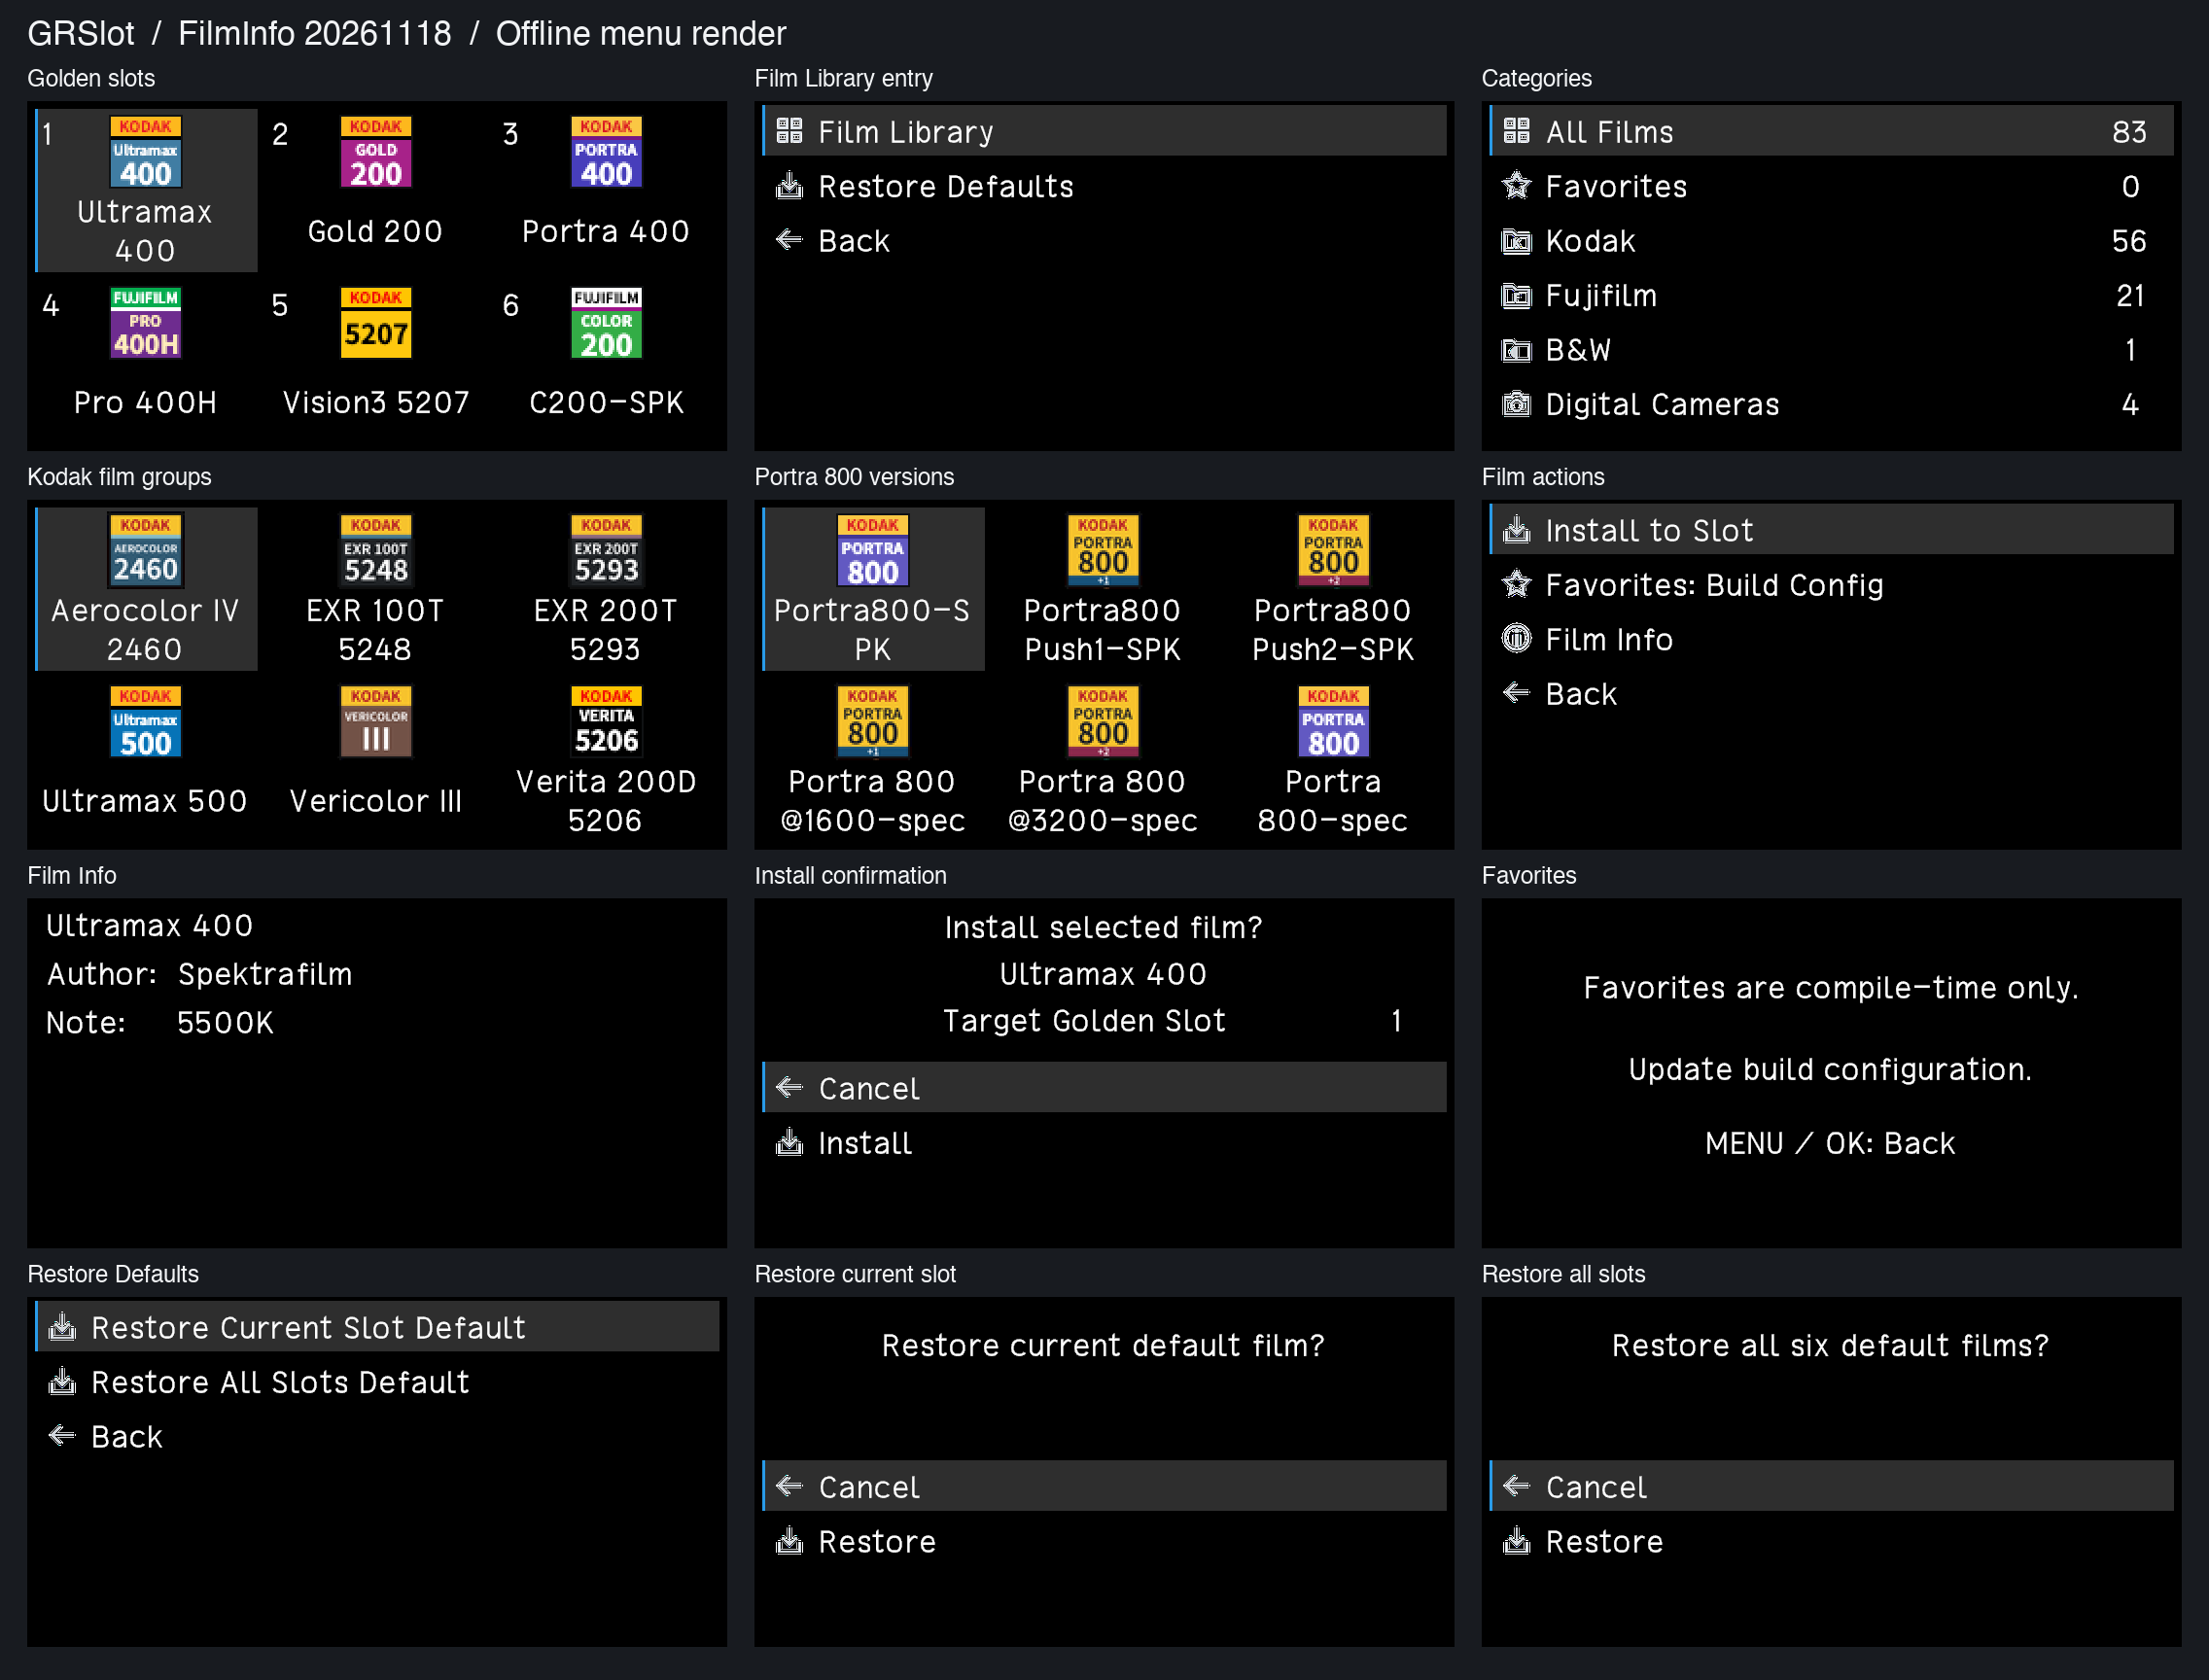 GRSlot / FilmInfo 20261118 / Offline menu render
Golden slots
1
KODAK
Ultramax
400
Ultramax
400
2
KODAK
GOLD
200
Gold 200
3
KODAK
PORTRA
400
Portra 400
4
FUJIFILM
PRO
400H
Pro 400H
5
KODAK
5207
Vision3 5207
6
FUJIFILM
COLOR
200
C200-SPK
Film Library entry
Film Library
Restore Defaults
Back
Categories
All Films 83
Favorites 0
Kodak 56
Fujifilm 21
B&W 1
Digital Cameras 4
Kodak film groups
KODAK
AEROCOLOR
2460
Aerocolor IV
2460
KODAK
EXR 100T
5248
EXR 100T
5248
KODAK
EXR 200T
5293
EXR 200T
5293
KODAK
Ultramax
500
Ultramax 500
KODAK
VERICOLOR
III
Vericolor III
KODAK
VERITA
5206
Verita 200D
5206
Portra 800 versions
KODAK
PORTRA
800
Portra800-S
PK
KODAK
PORTRA
800
+1
Portra800
Push1-SPK
KODAK
PORTRA
800
+2
Portra800
Push2-SPK
KODAK
PORTRA
800
+1
Portra 800
@1600-spec
KODAK
PORTRA
800
+2
Portra 800
@3200-spec
KODAK
PORTRA
800
Portra
800-spec
Film actions
Install to Slot
Favorites: Build Config
Film Info
Back
Film Info
Ultramax 400
Author: Spektrafilm
Note: 5500K
Install confirmation
Install selected film?
Ultramax 400
Target Golden Slot 1
Cancel
Install
Favorites
Favorites are compile-time only.
Update build configuration.
MENU / OK: Back
Restore Defaults
Restore Current Slot Default
Restore All Slots Default
Back
Restore current slot
Restore current default film?
Cancel
Restore
Restore all slots
Restore all six default films?
Cancel
Restore